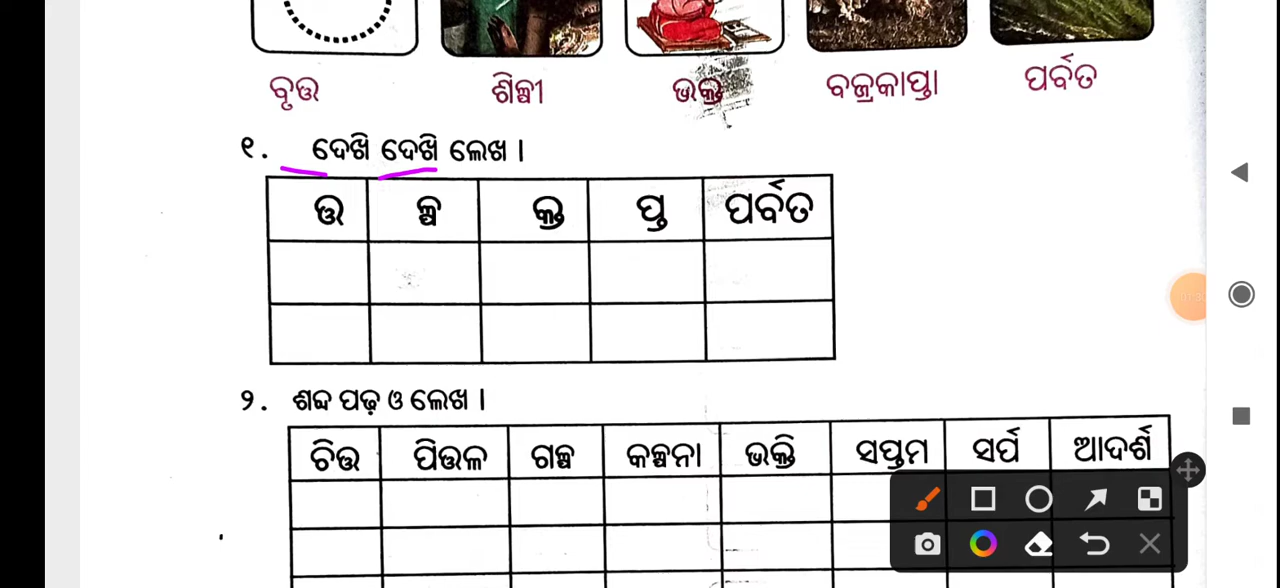 ବୃତ୍ତ ଶିଳ୍ପୀ ଭକ୍ତ ବଜ୍ରକାପ୍ତା ପର୍ବତ
୧. ଦେଖି ଦେଖି ଲେଖ ।
ତ୍ତ ଳ୍ପ କ୍ତ ପ୍ତ ପର୍ବତ
୨. ଶବ୍ଦ ପଢ଼ ଓ ଲେଖ ।
ଚିତ୍ତ ପିତ୍ତଳ ଗଳ୍ପ କଳ୍ପନା ଭକ୍ତି ସପ୍ତମ ସର୍ପ ଆଦର୍ଶ